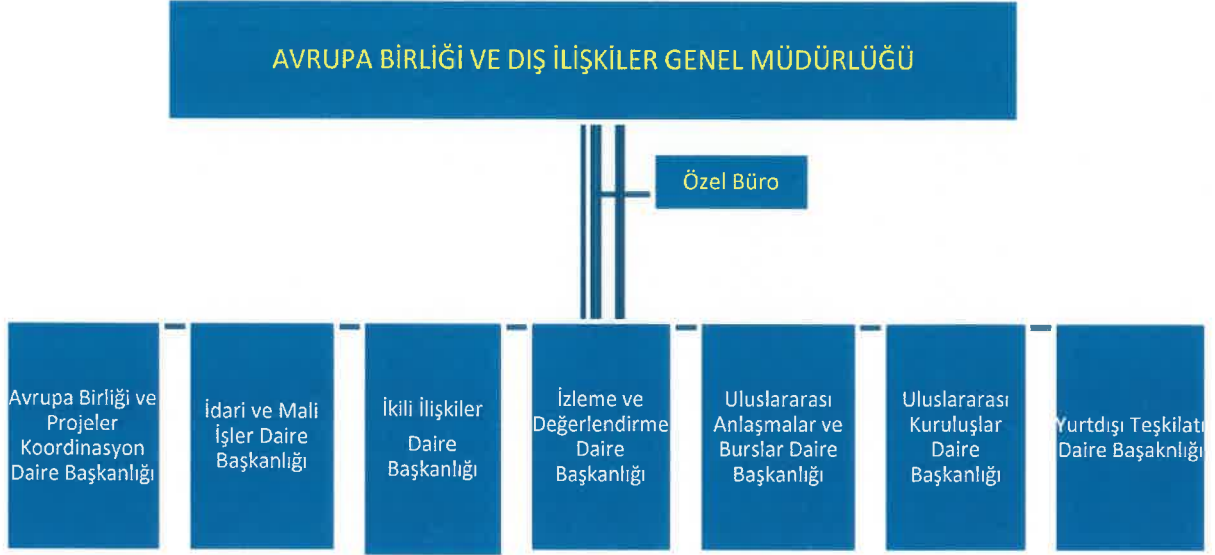 AVRUPA BİRLİĞİ VE DIŞ İLİŞKİLER GENEL MÜDÜRLÜĞÜ
Özel Büro
Avrupa Birliği ve
Projeler
Koordinasyon
Daire Başkanlığı
İdari ve Mali
İşler Daire
Başkanlığı
İkili İlişkiler
Daire
Başkanlığı
İzleme ve
Değerlendirme
Daire
Başkanlığı
Uluslararası
Anlaşmalar ve
Burslar Daire
Başkanlığı
Uluslararası
Kuruluşlar
Daire
Başkanlığı
Yurtdışı Teşkilatı
Daire Başaknlığı